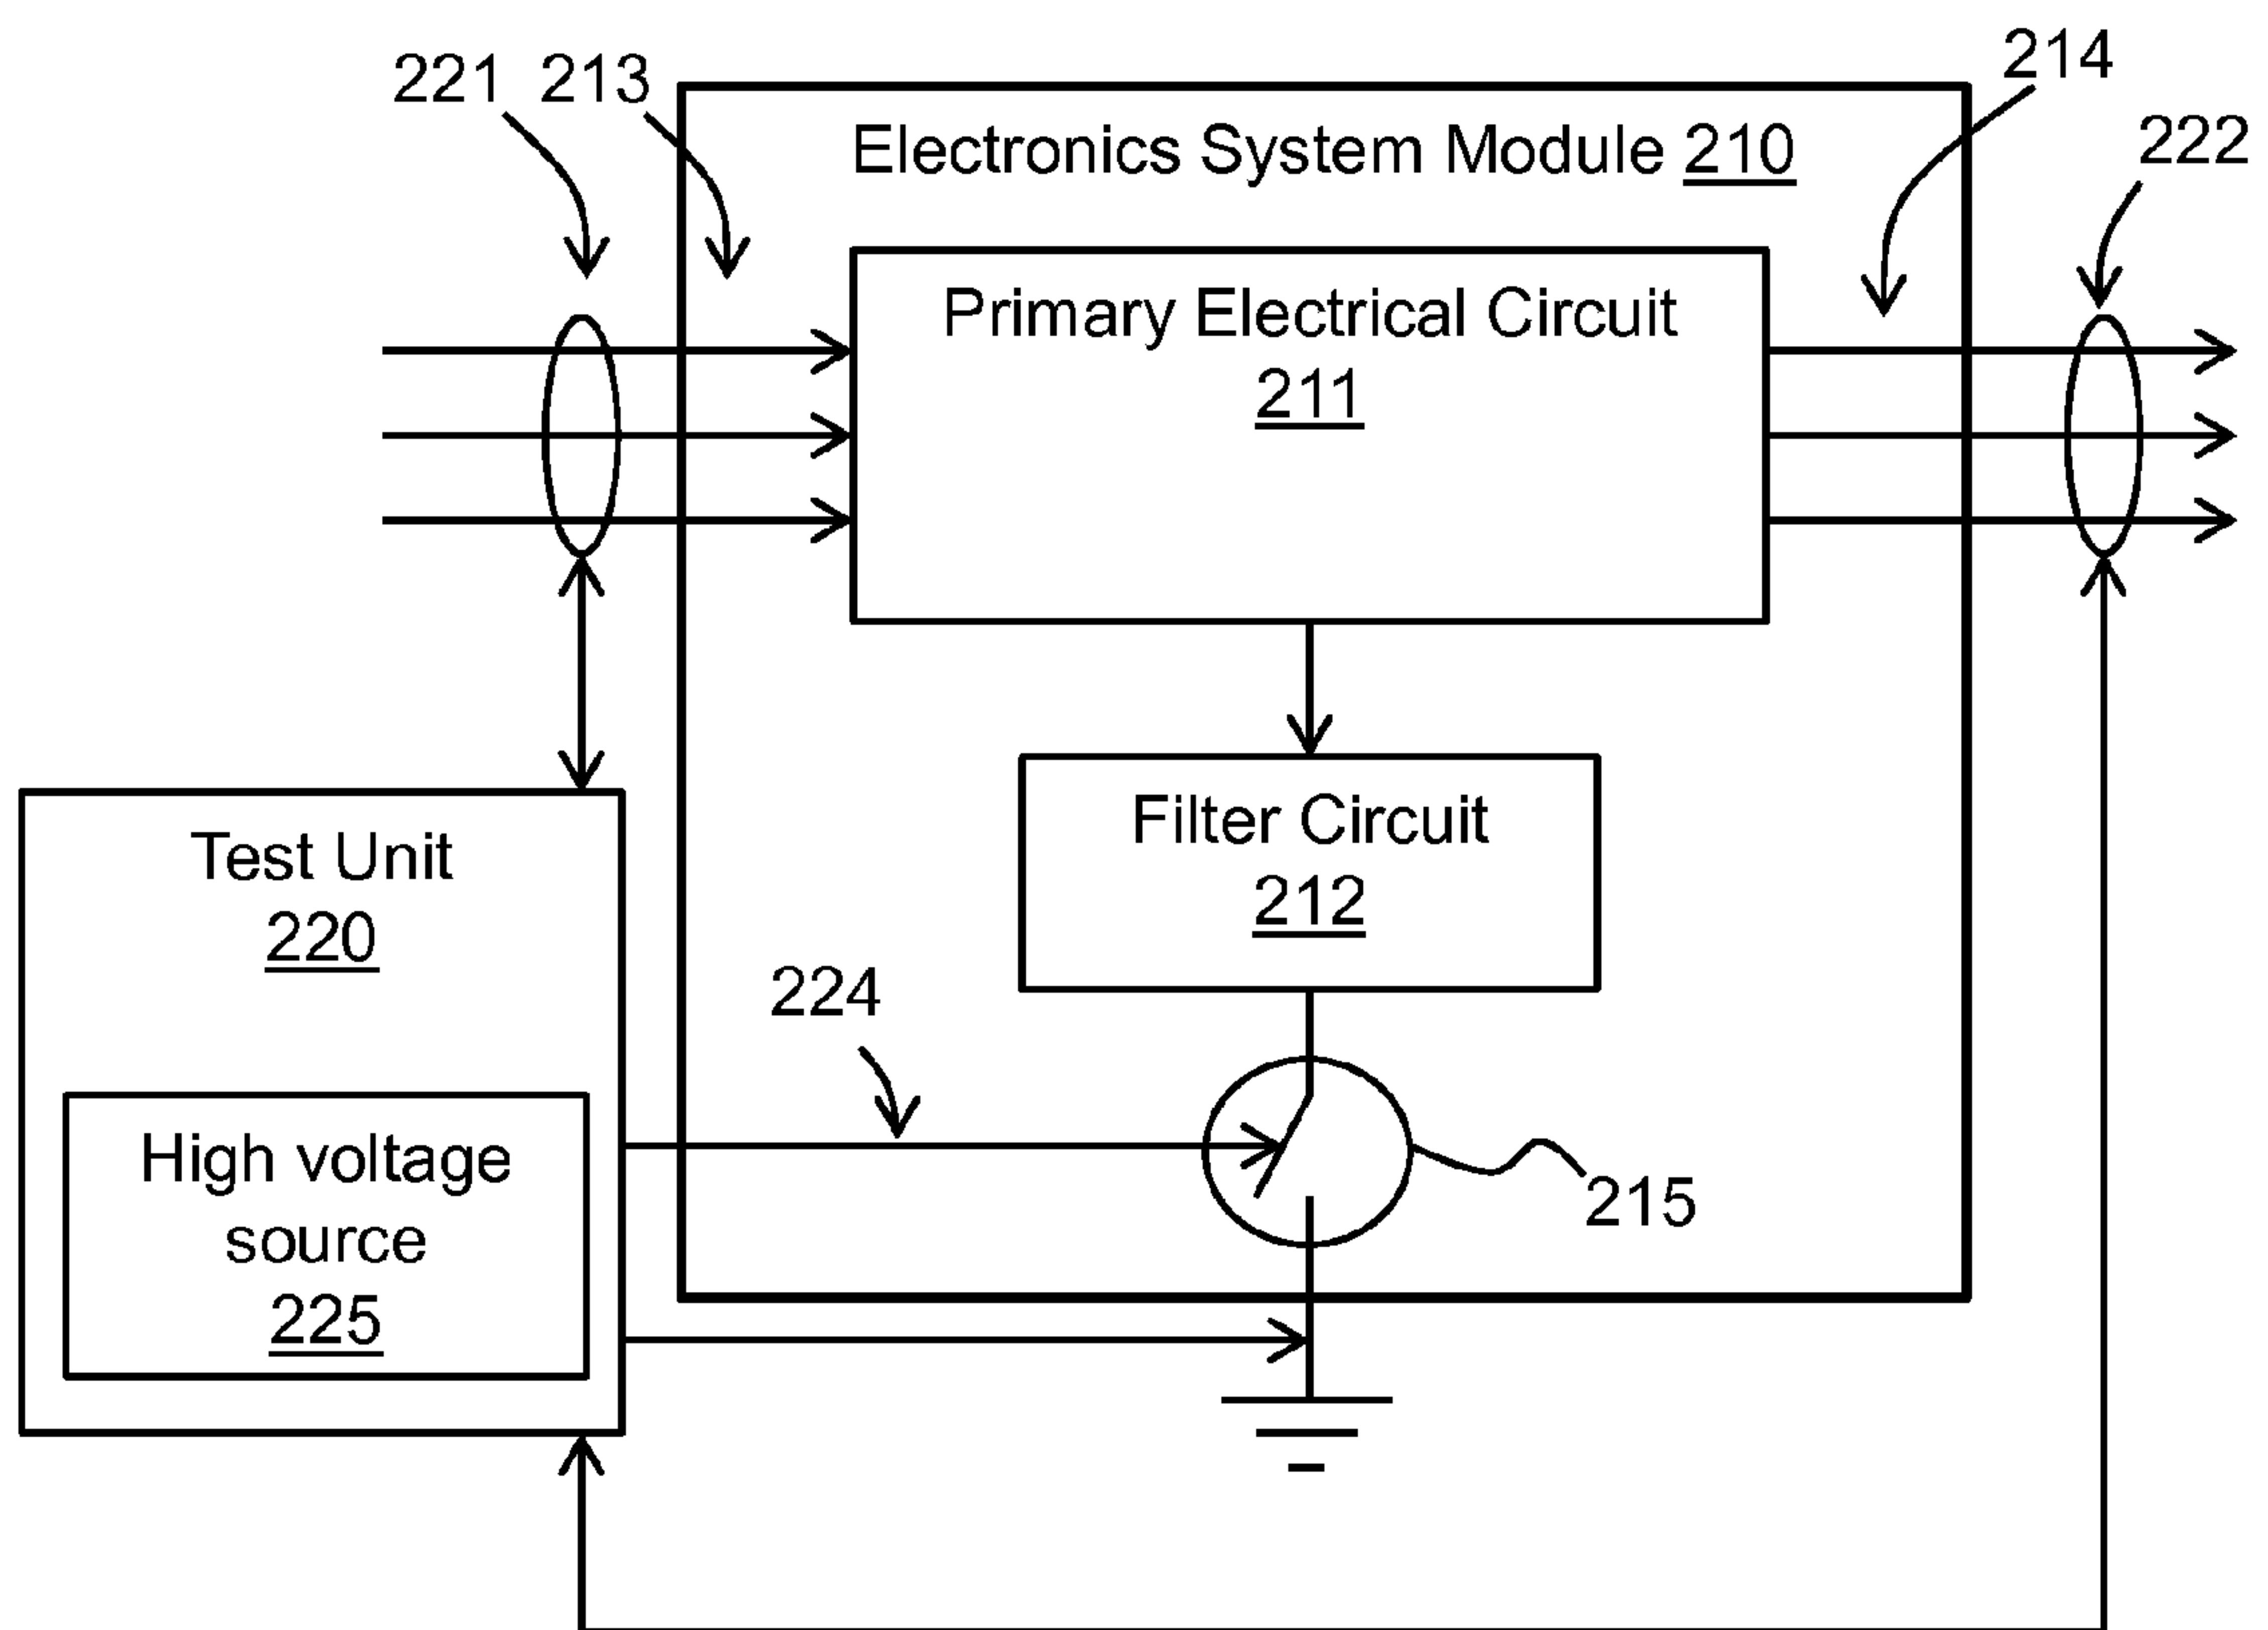 221
213
214
222
Electronics System Module 210
Primary Electrical Circuit
211
Filter Circuit
212
Test Unit
220
224
High voltage
source
225
215